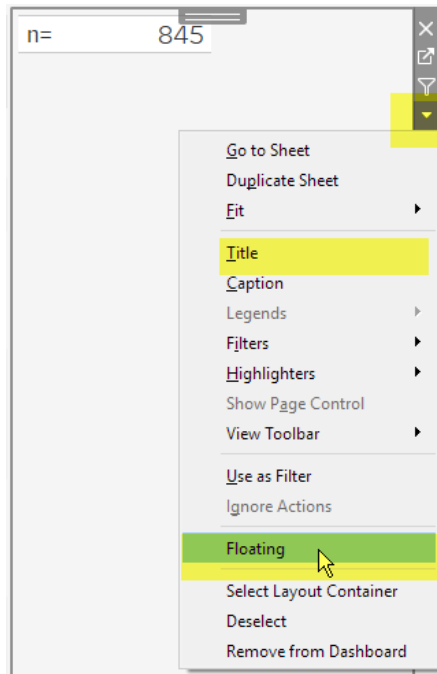 n= 845
Go to Sheet
Duplicate Sheet
Fit
Title
Caption
Legends
Filters
Highlighters
Show Page Control
View Toolbar
Use as Filter
Ignore Actions
Floating
Select Layout Container
Deselect
Remove from Dashboard